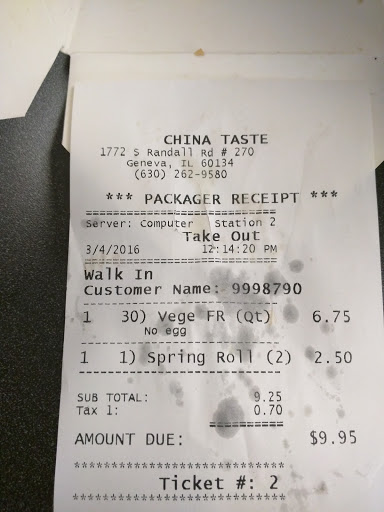 CHINA TASTE
1772 S Randall Rd # 270
Geneva, IL 60134
(630) 262-9580
*** PACKAGER RECEIPT ***
Server: Computer Station 2
Take Out
3/4/2016 12:14:20 PM
Walk In
Customer Name: 9998790
1 30) Vege FR (Qt) 6.75
No egg
1 1) Spring Roll (2) 2.50
SUB TOTAL: 9.25
Tax 1: 0.70
AMOUNT DUE: $9.95
Ticket #: 2